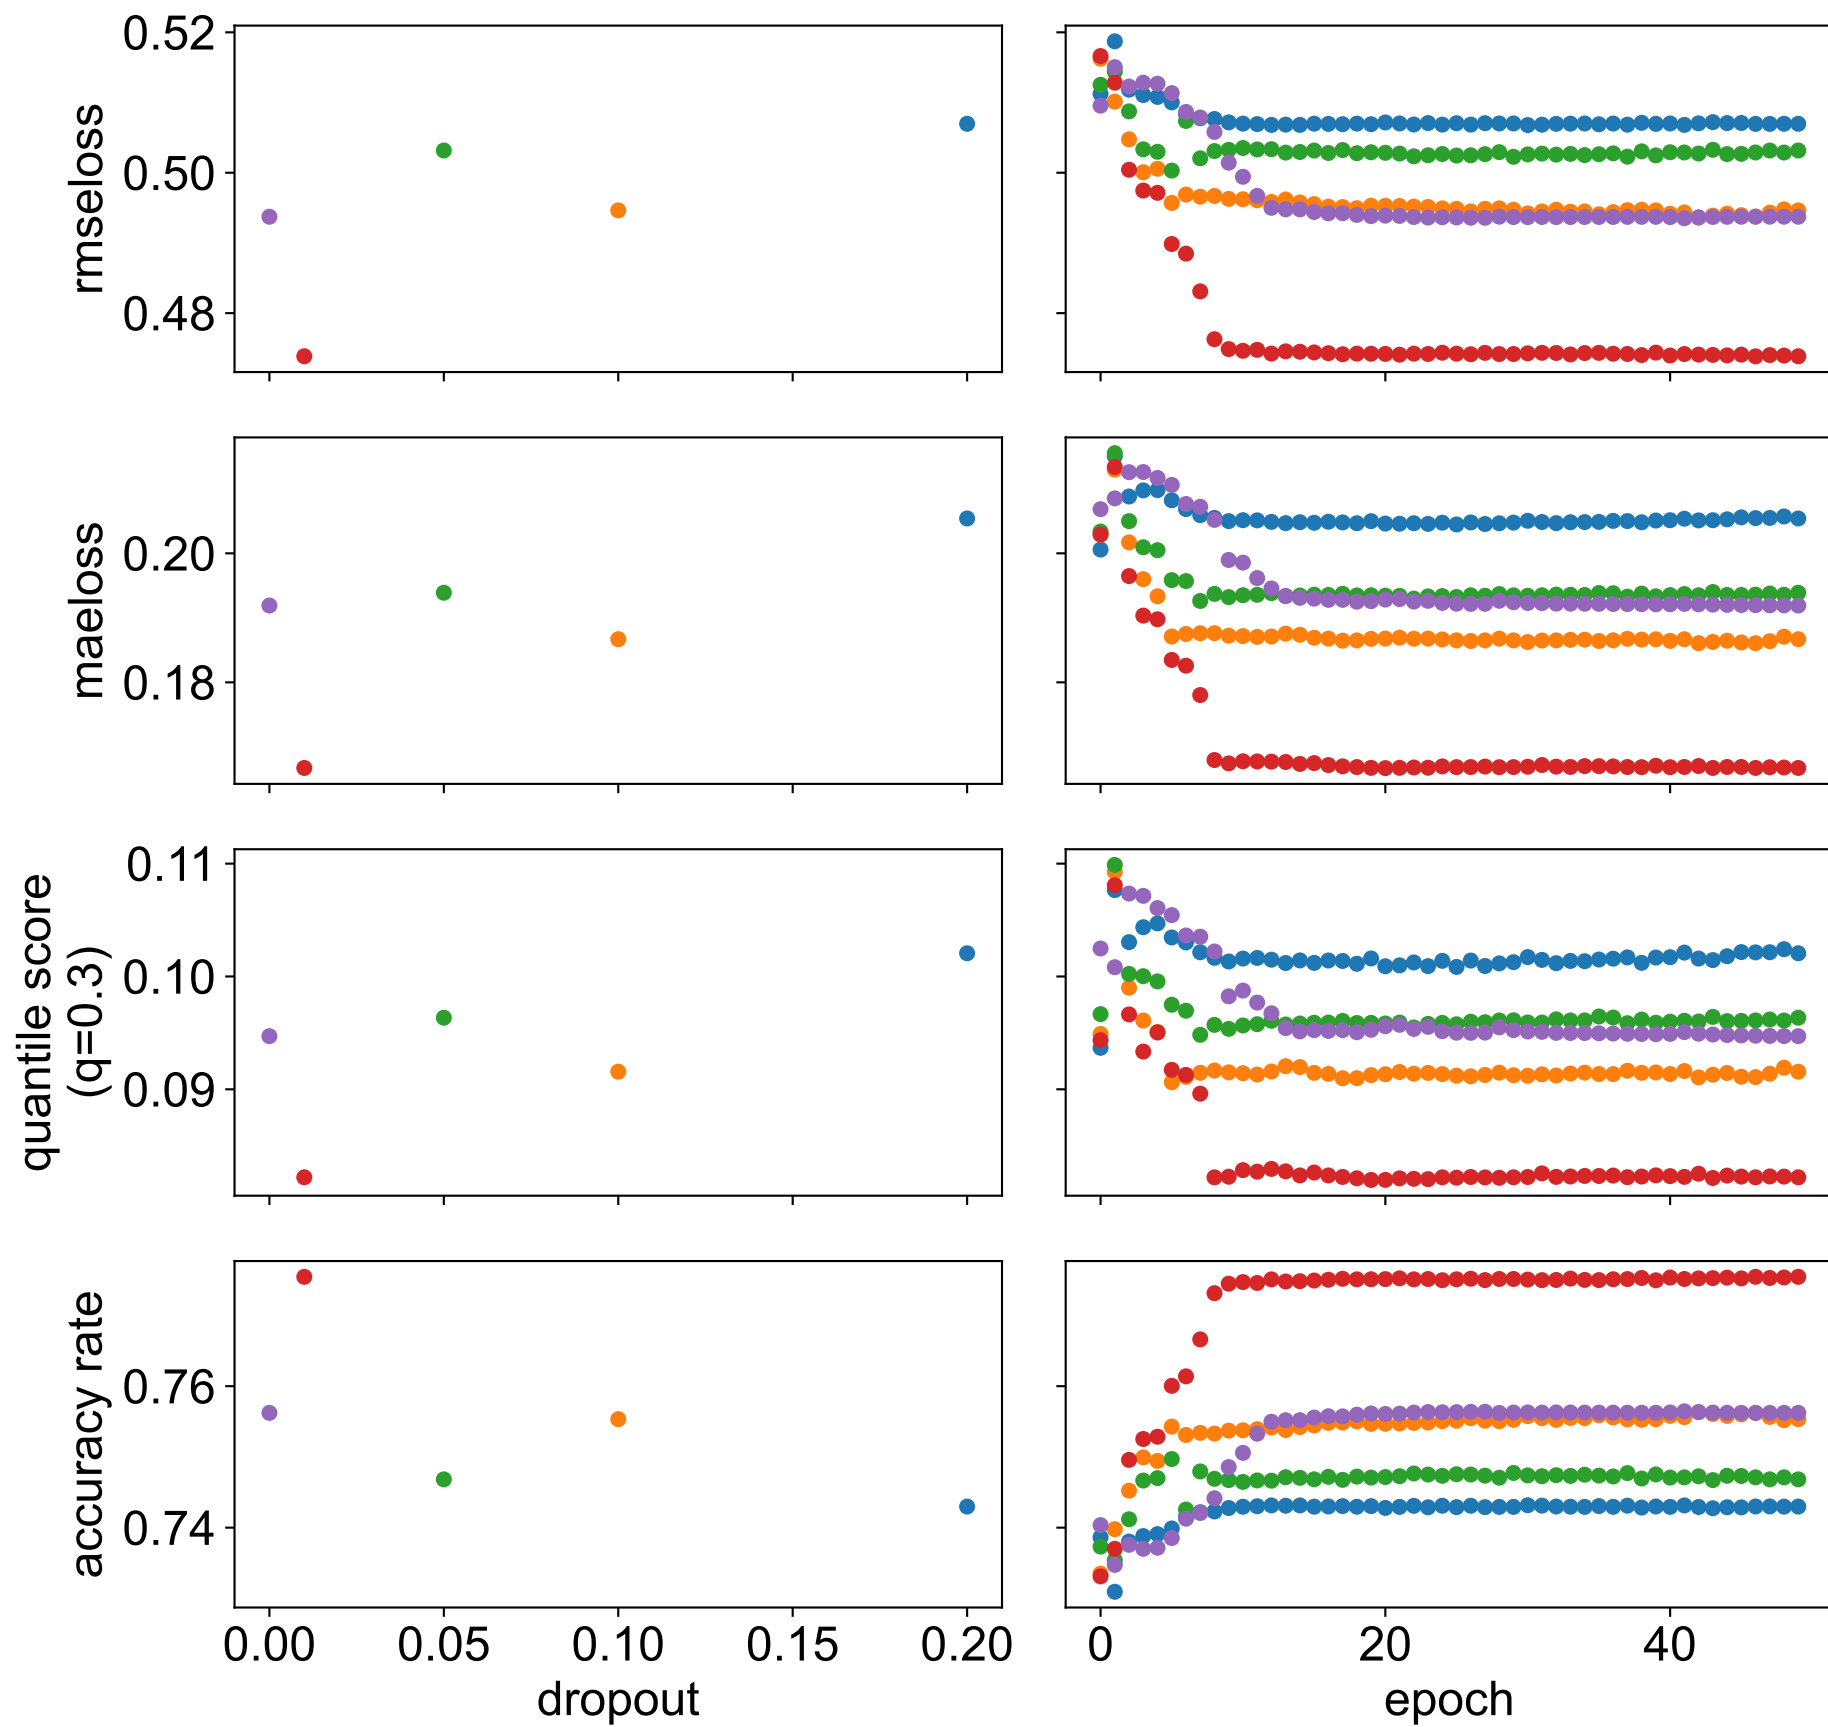 0.52
0.50
0.48
rmseloss
0.20
0.18
maeloss
0.11
0.10
0.09
quantile score
(q=0.3)
0.76
0.74
accuracy rate
0.00 0.05 0.10 0.15 0.20
dropout
0 20 40
epoch